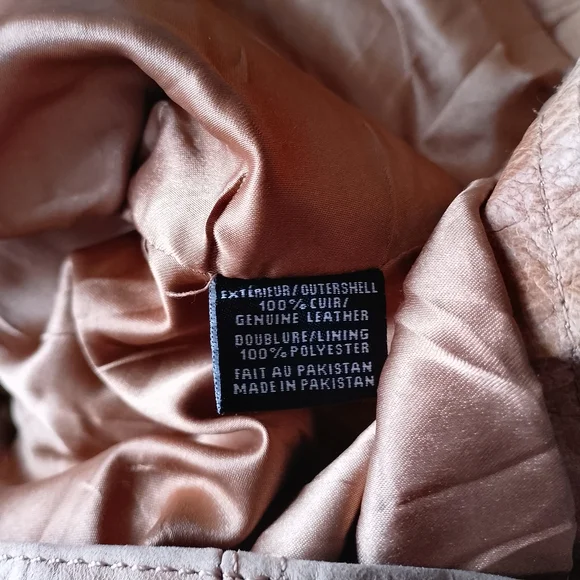 EXTÉRIEUR/OUTERSHELL
100% CUIR/
GENUINE LEATHER
DOUBLURE/LINING
100% POLYESTER
FAIT AU PAKISTAN
MADE IN PAKISTAN